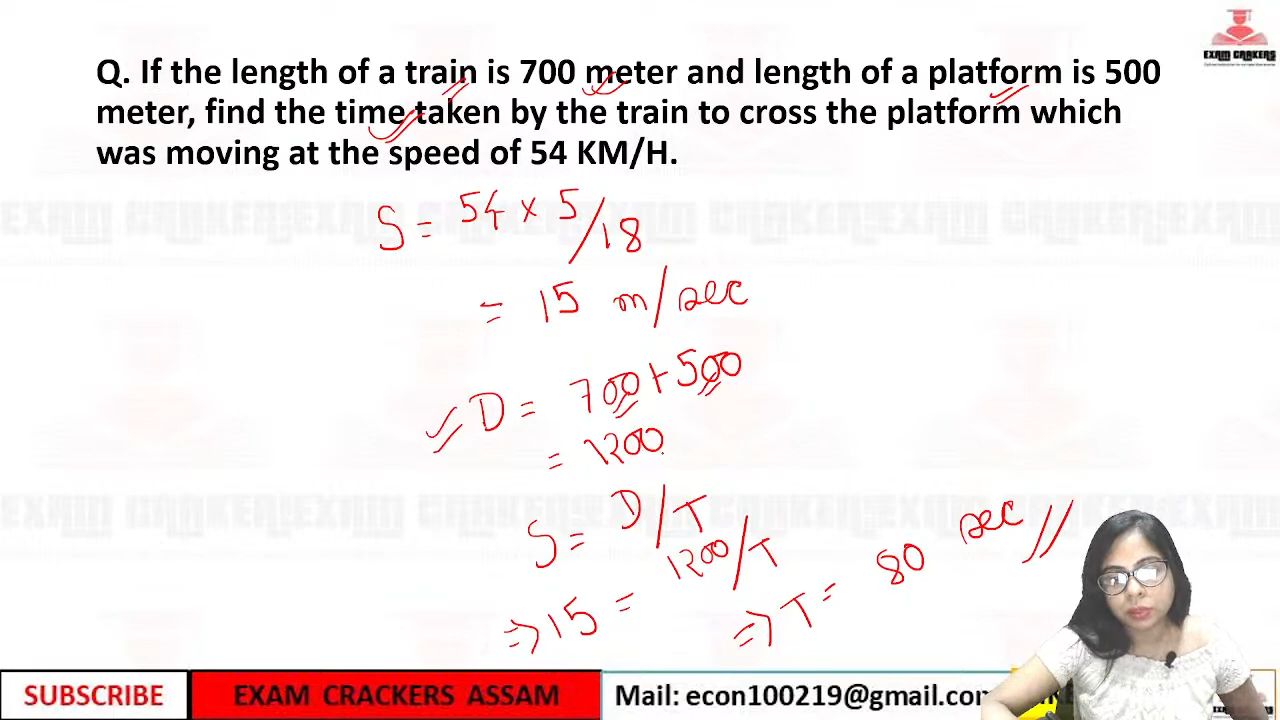 EXAM CRAKERS
Q. If the length of a train is 700 meter and length of a platform is 500
meter, find the time taken by the train to cross the platform which
was moving at the speed of 54 KM/H.
S = 54 x 5/18
= 15 m/sec
D = 700+500
= 1200
S = D/T
=> 15 = 1200/T
=> T = 80 sec
SUBSCRIBE
EXAM CRACKERS ASSAM
Mail: econ100219@gmail.com